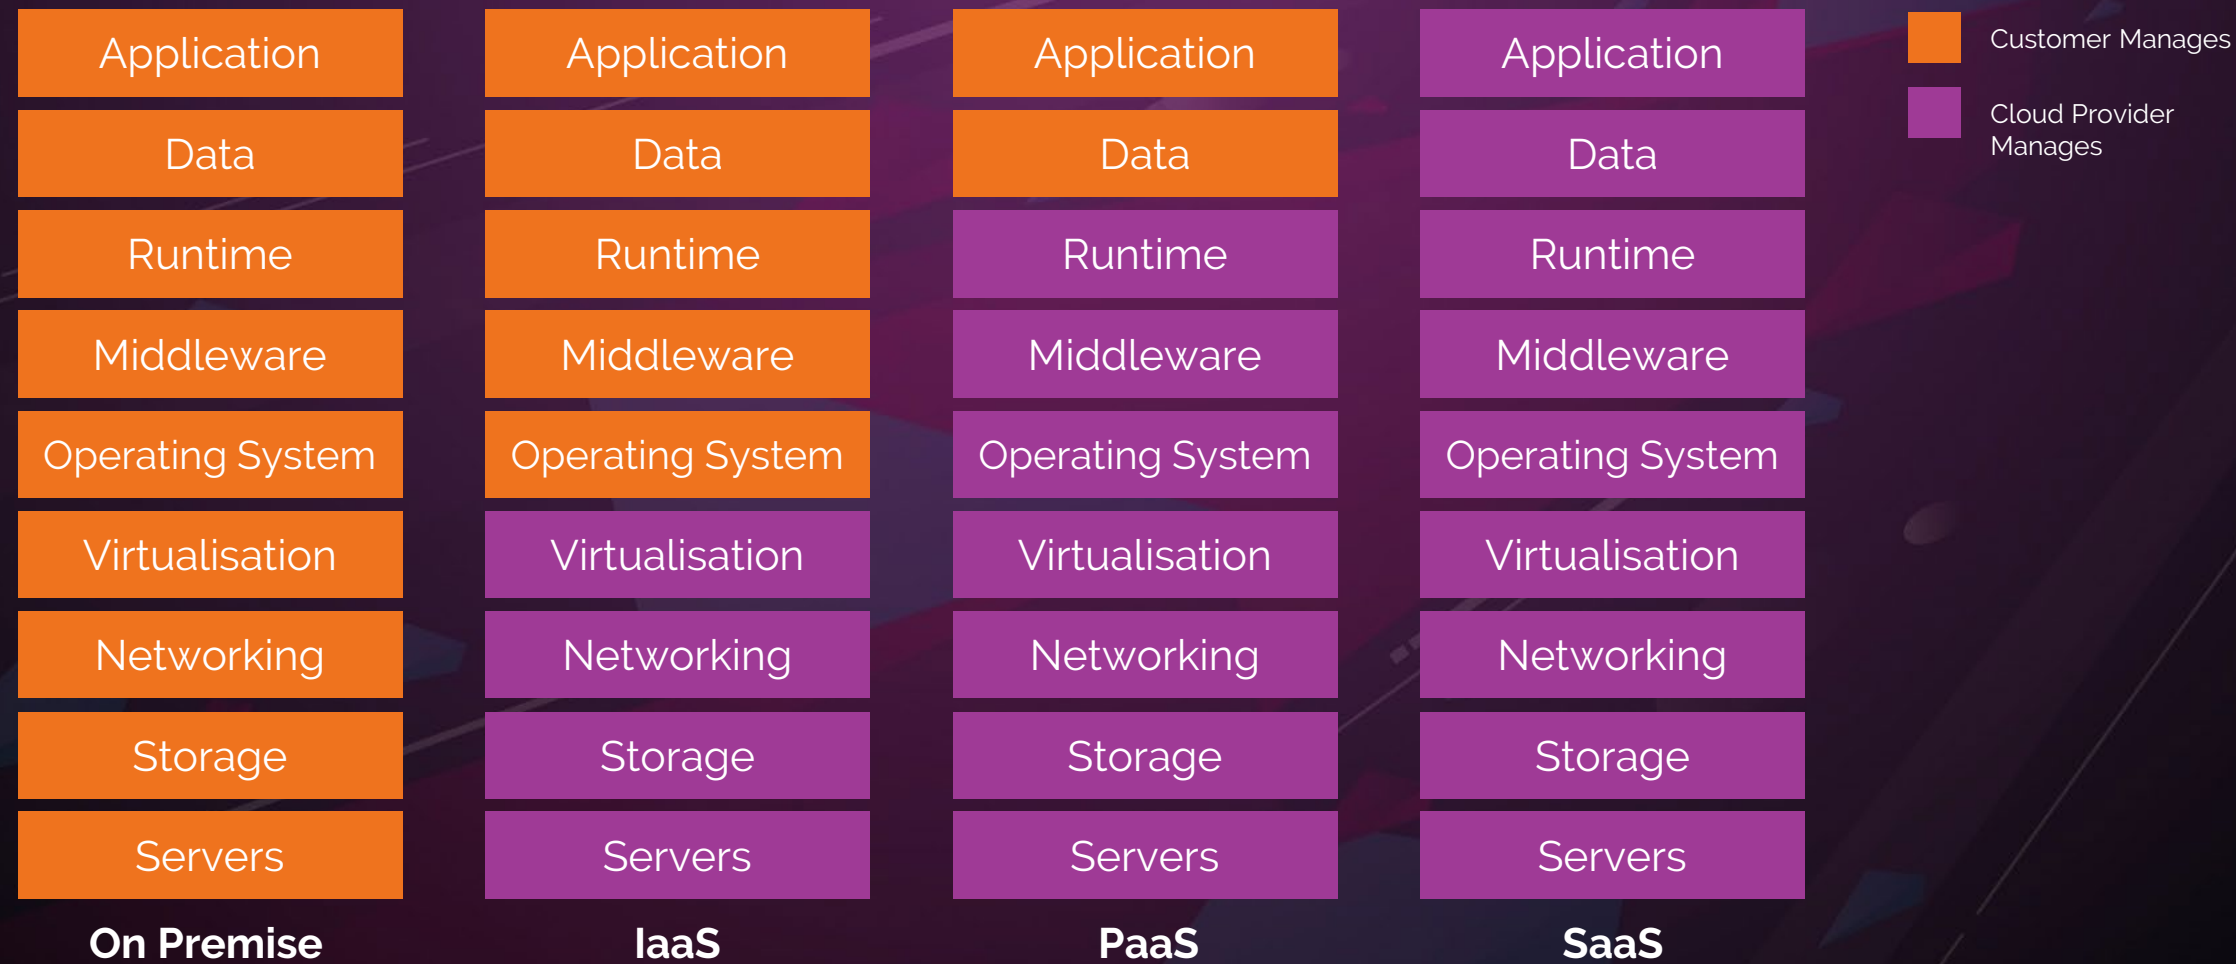 Application
Application
Application
Application
Customer Manages
Data
Data
Data
Data
Cloud Provider
Manages
Runtime
Runtime
Runtime
Runtime
Middleware
Middleware
Middleware
Middleware
Operating System
Operating System
Operating System
Operating System
Virtualisation
Virtualisation
Virtualisation
Virtualisation
Networking
Networking
Networking
Networking
Storage
Storage
Storage
Storage
Servers
Servers
Servers
Servers
On Premise
IaaS
PaaS
SaaS